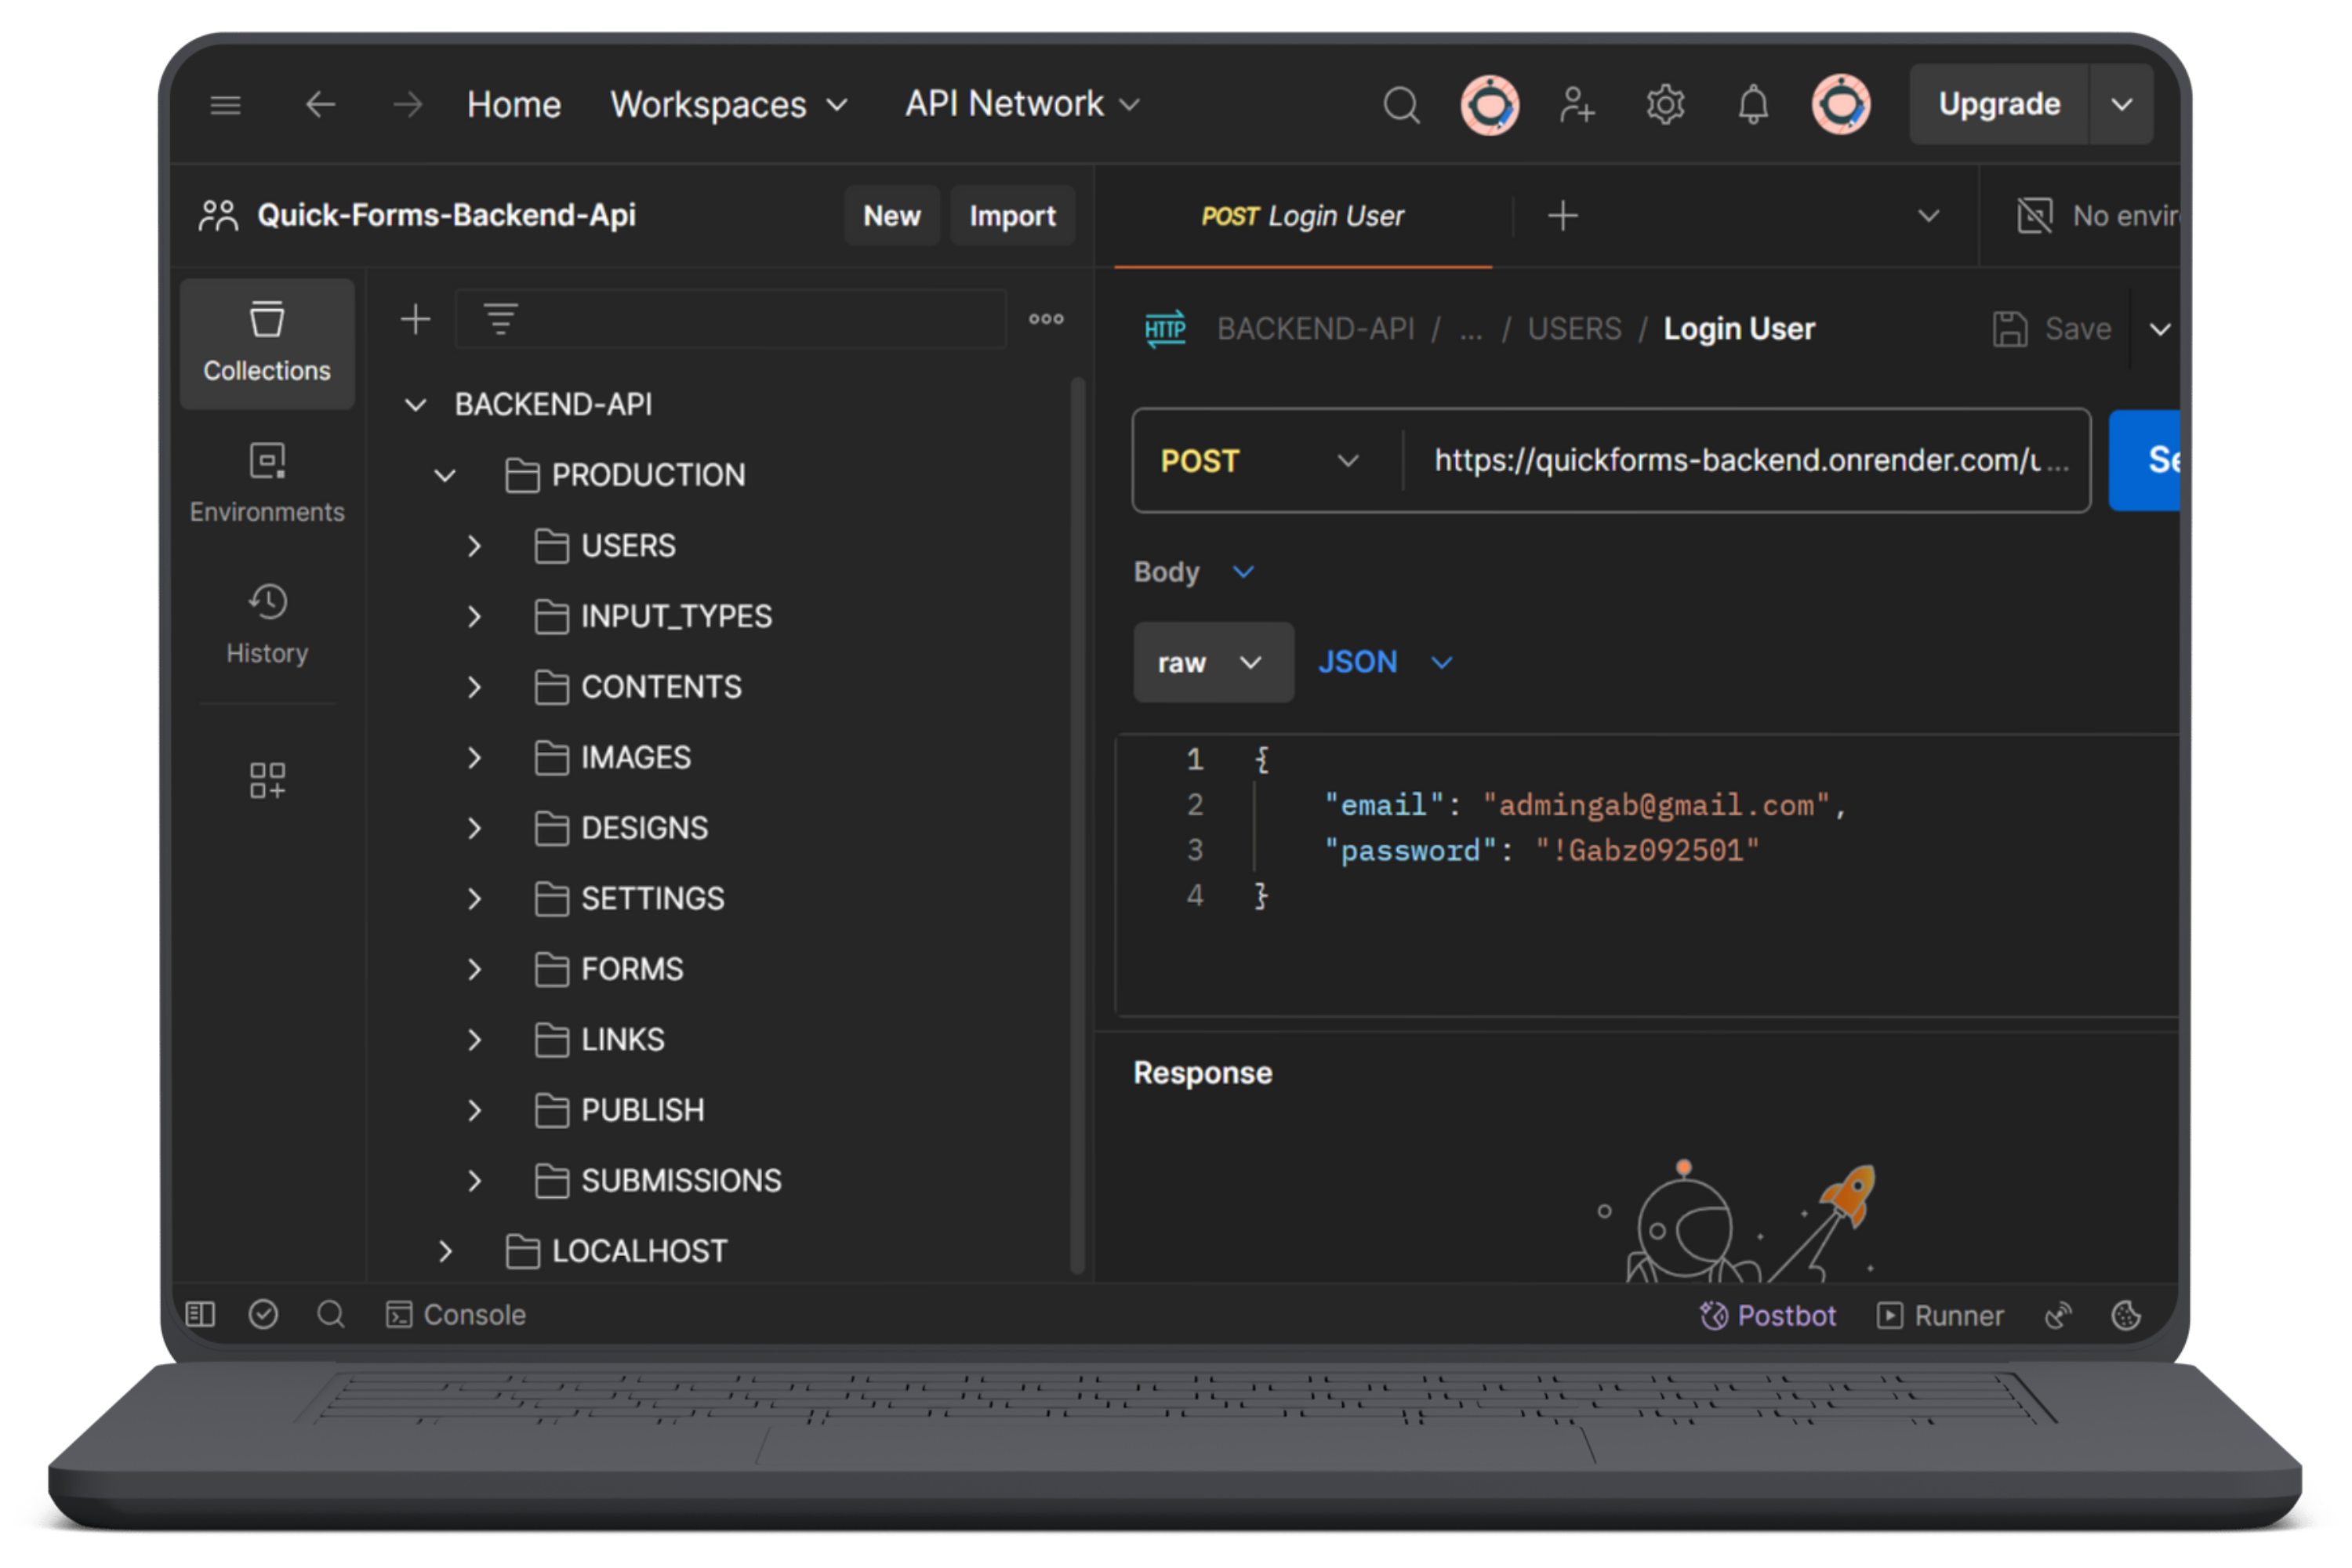 Home Workspaces API Network Upgrade
Quick-Forms-Backend-Api New Import
POST Login User
No envir
Collections
Environments
History
BACKEND-API
PRODUCTION
USERS
INPUT_TYPES
CONTENTS
IMAGES
DESIGNS
SETTINGS
FORMS
LINKS
PUBLISH
SUBMISSIONS
LOCALHOST
HTTP BACKEND-API / ... / USERS / Login User Save
POST https://quickforms-backend.onrender.com/u...
Se
Body
raw JSON
1 {
2 "email": "admingab@gmail.com",
3 "password": "!Gabz092501"
4 }
Response
Console Postbot Runner